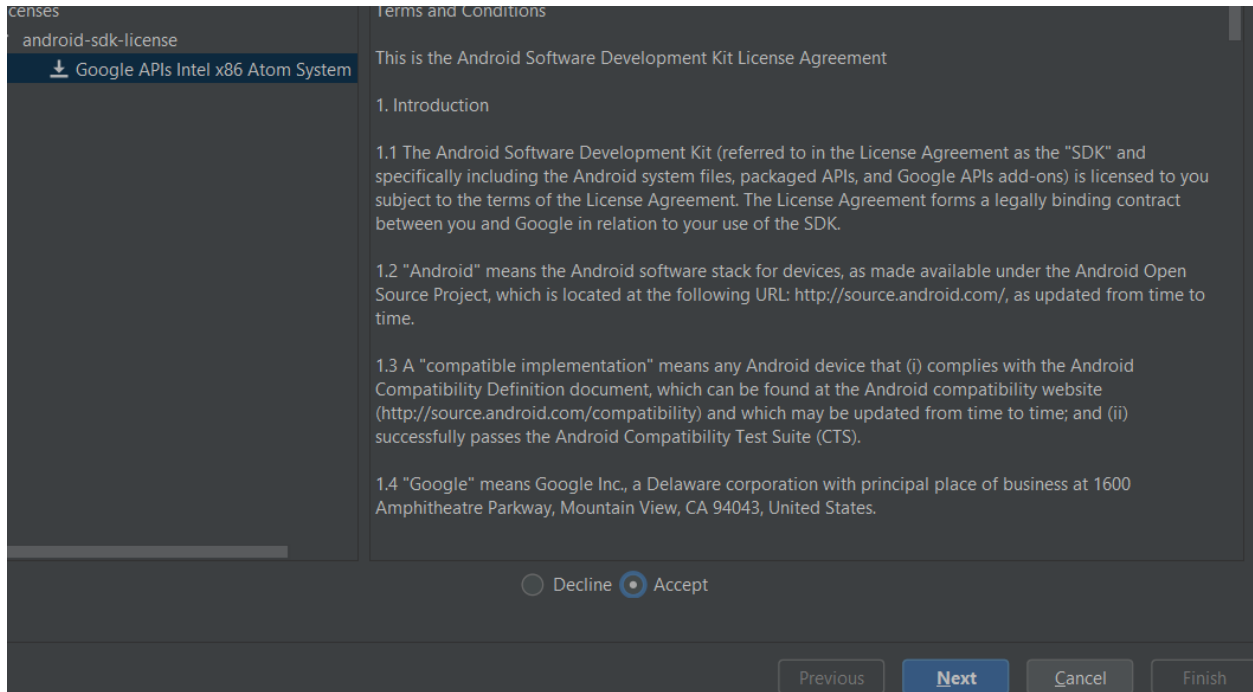 censes
Terms and Conditions
android-sdk-license
Google APIs Intel x86 Atom System
This is the Android Software Development Kit License Agreement
1. Introduction
1.1 The Android Software Development Kit (referred to in the License Agreement as the "SDK" and
specifically including the Android system files, packaged APIs, and Google APIs add-ons) is licensed to you
subject to the terms of the License Agreement. The License Agreement forms a legally binding contract
between you and Google in relation to your use of the SDK.
1.2 "Android" means the Android software stack for devices, as made available under the Android Open
Source Project, which is located at the following URL: http://source.android.com/, as updated from time to
time.
1.3 A "compatible implementation" means any Android device that (i) complies with the Android
Compatibility Definition document, which can be found at the Android compatibility website
(http://source.android.com/compatibility) and which may be updated from time to time; and (ii)
successfully passes the Android Compatibility Test Suite (CTS).
1.4 "Google" means Google Inc., a Delaware corporation with principal place of business at 1600
Amphitheatre Parkway, Mountain View, CA 94043, United States.
Decline Accept
Previous Next Cancel Finish